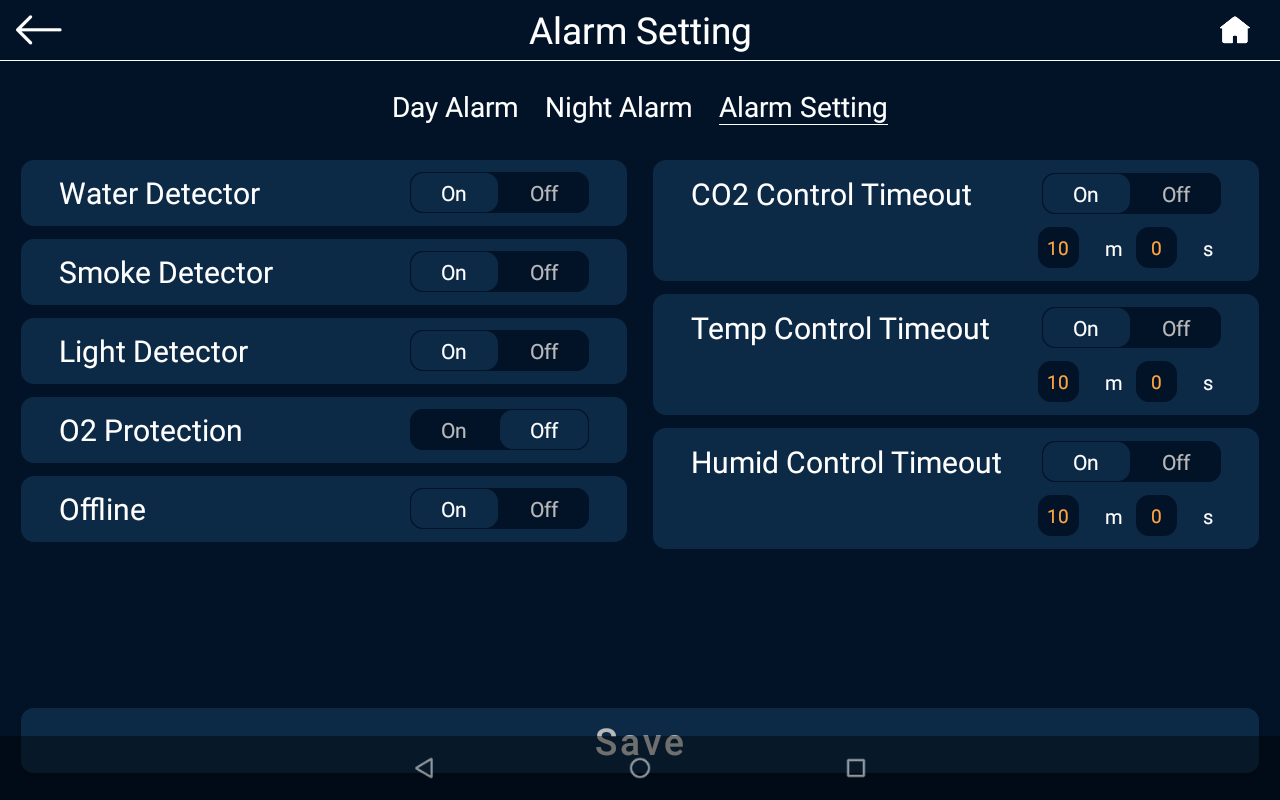 Alarm Setting
Day Alarm Night Alarm Alarm Setting
Water Detector On Off
Smoke Detector On Off
Light Detector On Off
O2 Protection On Off
Offline On Off
CO2 Control Timeout On Off
10 m 0 s
Temp Control Timeout On Off
10 m 0 s
Humid Control Timeout On Off
10 m 0 s
Save